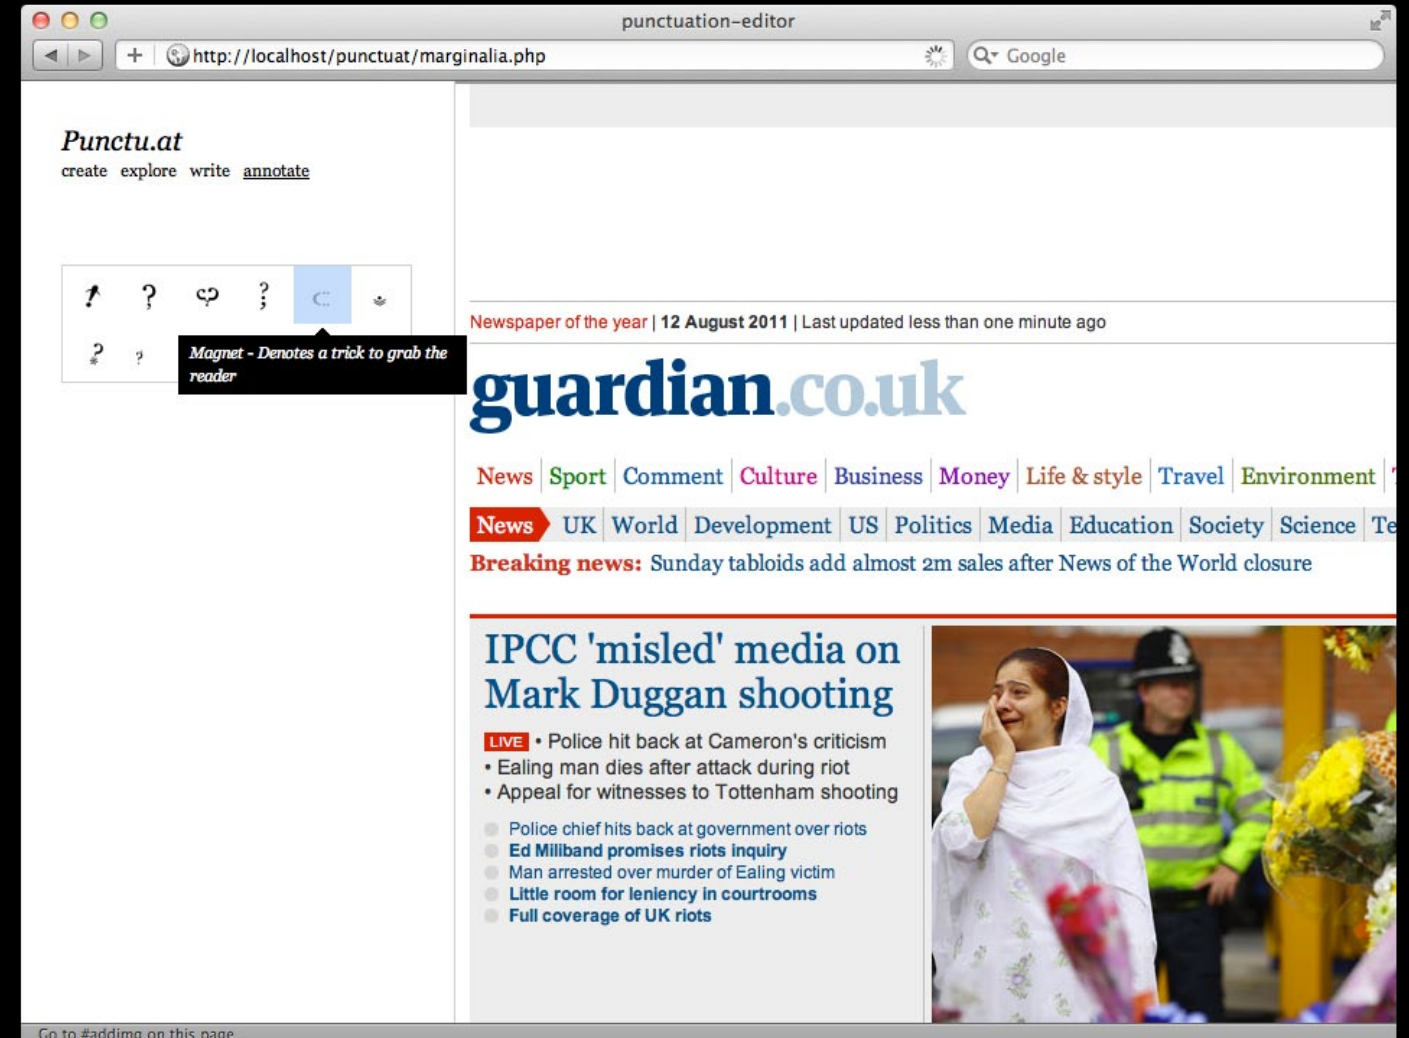 punctuation-editor
http://localhost/punctuat/marginalia.php
Google
Punctu.at
create explore write annotate
Magnet - Denotes a trick to grab the
reader
Newspaper of the year | 12 August 2011 | Last updated less than one minute ago
guardian.co.uk
News Sport Comment Culture Business Money Life & style Travel Environment
News UK World Development US Politics Media Education Society Science Te
Breaking news: Sunday tabloids add almost 2m sales after News of the World closure
IPCC 'misled' media on
Mark Duggan shooting
LIVE • Police hit back at Cameron's criticism
• Ealing man dies after attack during riot
• Appeal for witnesses to Tottenham shooting
Police chief hits back at government over riots
Ed Miliband promises riots inquiry
Man arrested over murder of Ealing victim
Little room for leniency in courtrooms
Full coverage of UK riots
Go to #addimg on this page